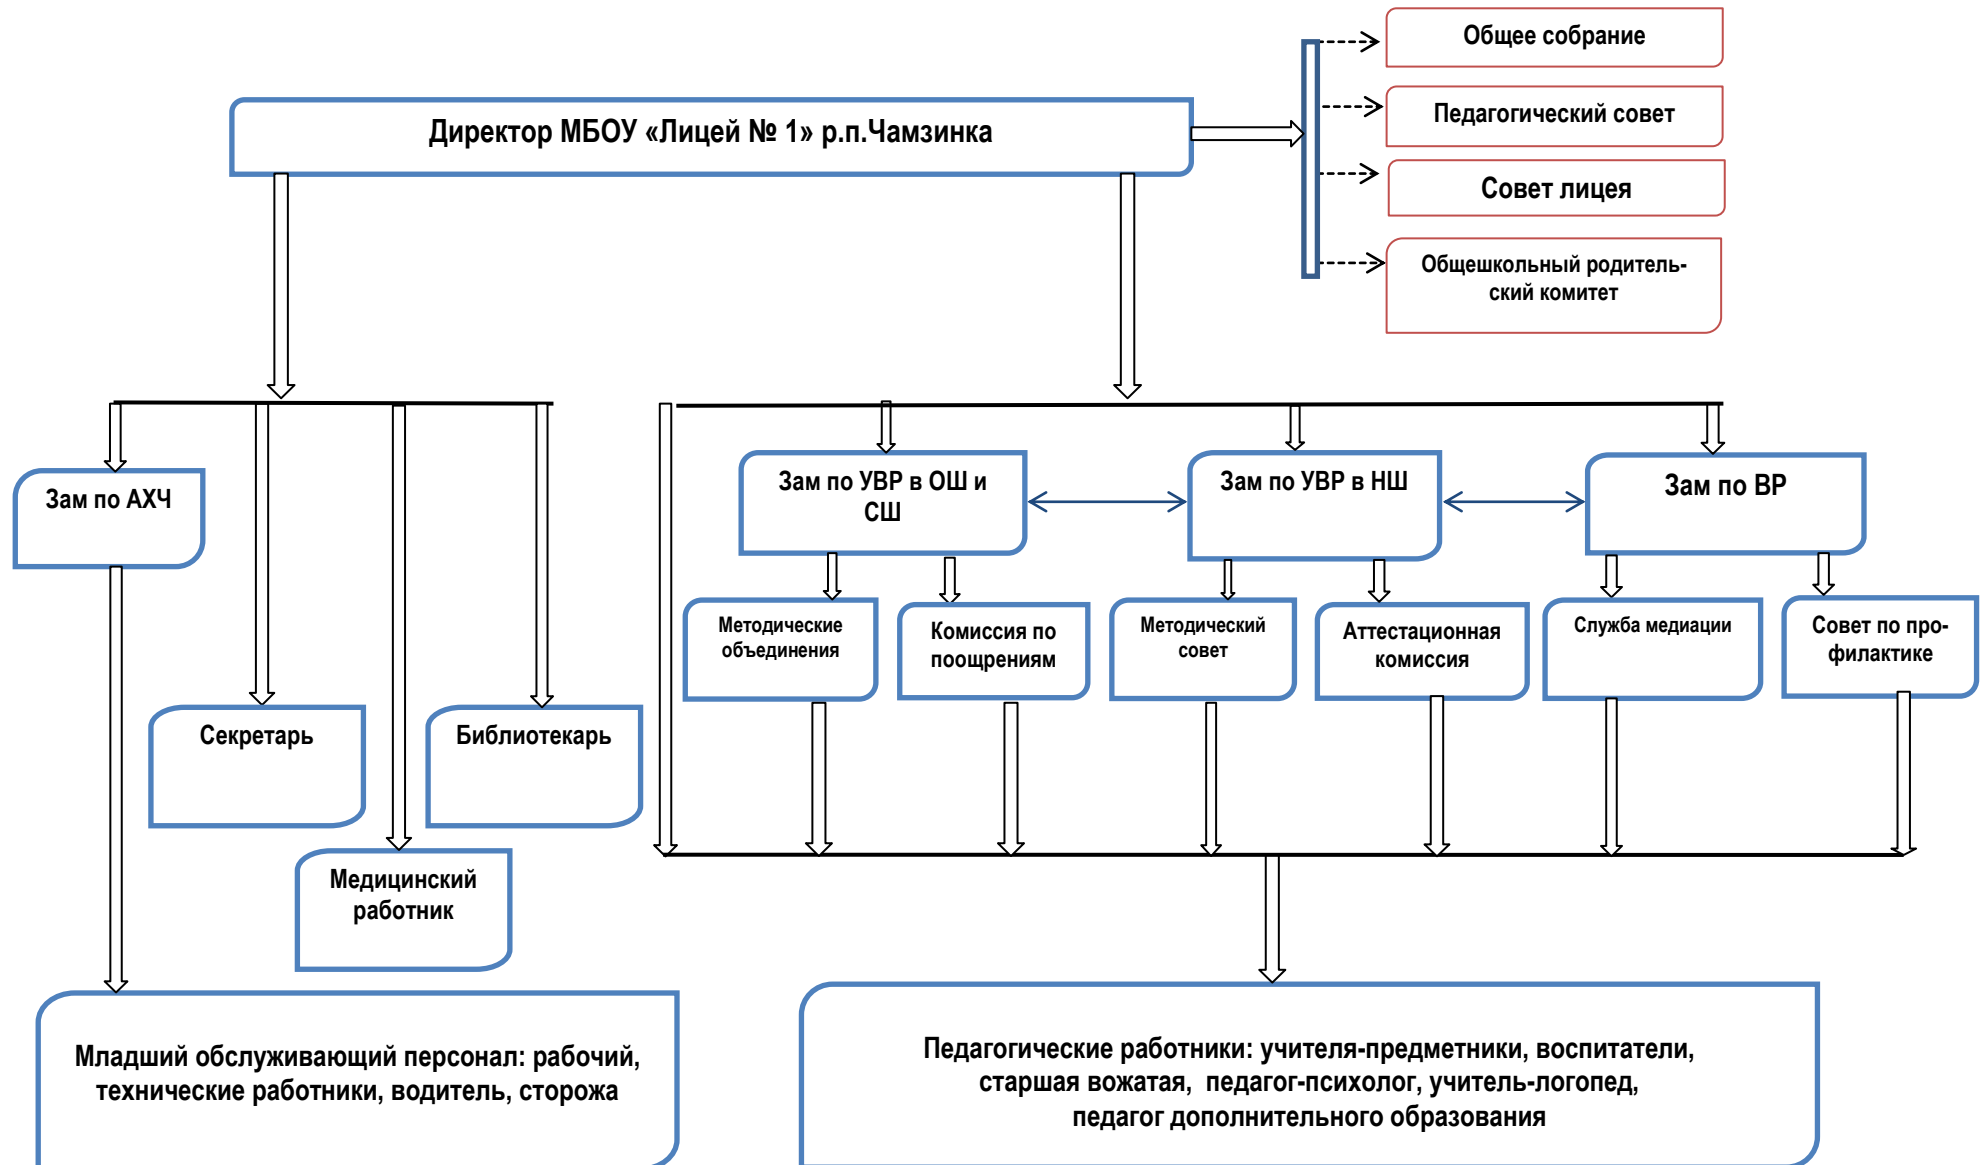 Общее собрание
Директор МБОУ «Лицей № 1» р.п.Чамзинка
Педагогический совет
Совет лицея
Общешкольный родитель-
ский комитет
Зам по АХЧ
Зам по УВР в ОШ и
СШ
Зам по УВР в НШ
Зам по ВР
Методические
объединения
Комиссия по
поощрениям
Методический
совет
Аттестационная
комиссия
Служба медиации
Совет по про-
филактике
Секретарь
Библиотекарь
Медицинский
работник
Младший обслуживающий персонал: рабочий,
технические работники, водитель, сторожа
Педагогические работники: учителя-предметники, воспитатели,
старшая вожатая, педагог-психолог, учитель-логопед,
педагог дополнительного образования